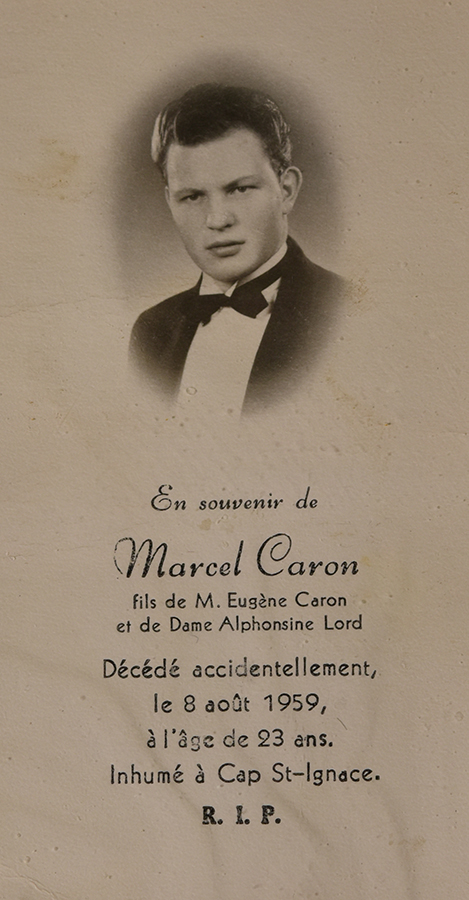 En souvenir de
Marcel Caron
fils de M. Eugène Caron
et de Dame Alphonsine Lord
Décédé accidentellement,
le 8 août 1959,
à l'âge de 23 ans.
Inhumé à Cap St-Ignace.
R. I. P.